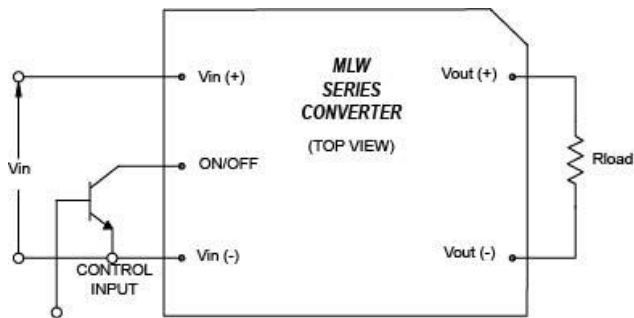 MLW
SERIES
CONVERTER
(TOP VIEW)
Vin (+)
Vout (+)
Vin
ON/OFF
Rload
Vin (-)
Vout (-)
CONTROL
INPUT